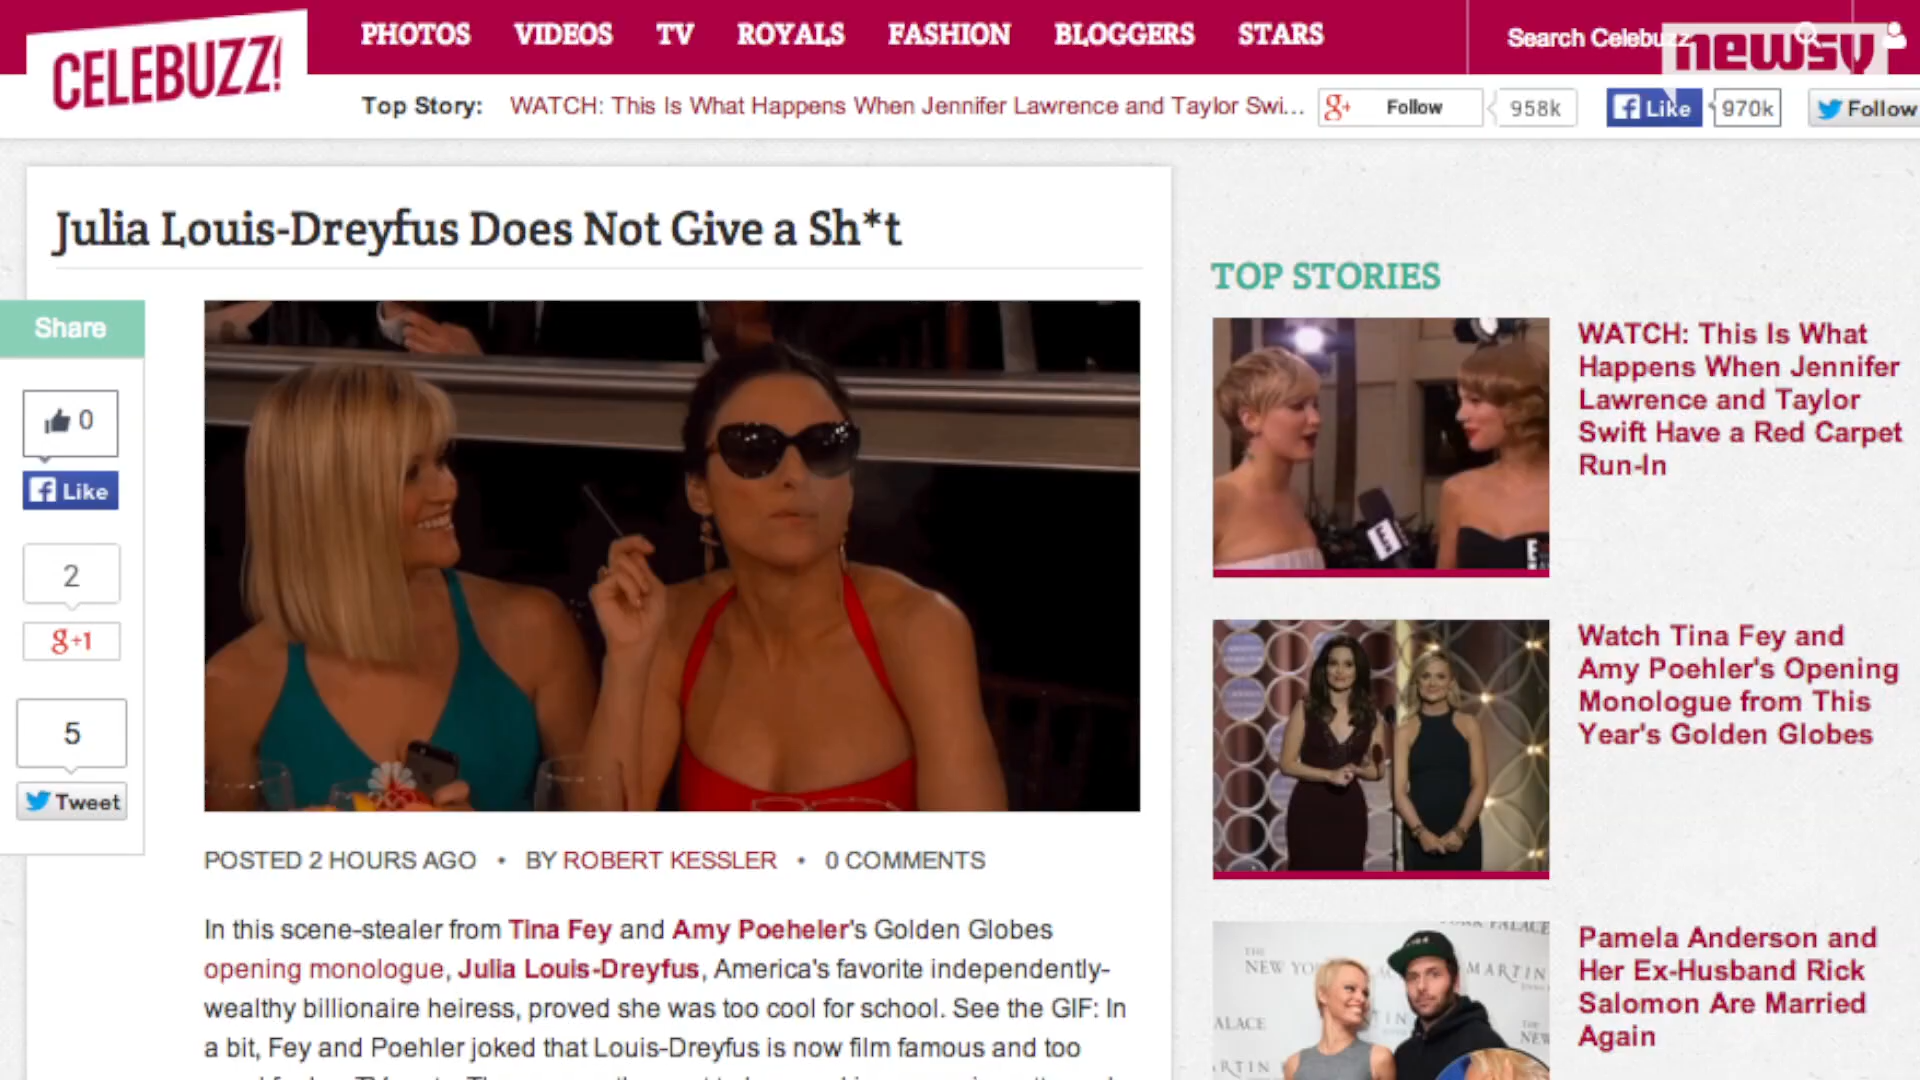 CELEBUZZ!
PHOTOS VIDEOS TV ROYALS FASHION BLOGGERS STARS
Search Celebuzz
newsy
Top Story: WATCH: This Is What Happens When Jennifer Lawrence and Taylor Swi...
g+ Follow 958k
f Like 970k
Follow
Julia Louis-Dreyfus Does Not Give a Sh*t
Share
0
f Like
2
g+1
5
Tweet
POSTED 2 HOURS AGO • BY ROBERT KESSLER • 0 COMMENTS
In this scene-stealer from Tina Fey and Amy Poeheler's Golden Globes
opening monologue, Julia Louis-Dreyfus, America's favorite independently-
wealthy billionaire heiress, proved she was too cool for school. See the GIF: In
a bit, Fey and Poehler joked that Louis-Dreyfus is now film famous and too
TOP STORIES
WATCH: This Is What
Happens When Jennifer
Lawrence and Taylor
Swift Have a Red Carpet
Run-In
Watch Tina Fey and
Amy Poehler's Opening
Monologue from This
Year's Golden Globes
THE
NEW YO
MARTIN
ALACE
Pamela Anderson and
Her Ex-Husband Rick
Salomon Are Married
Again